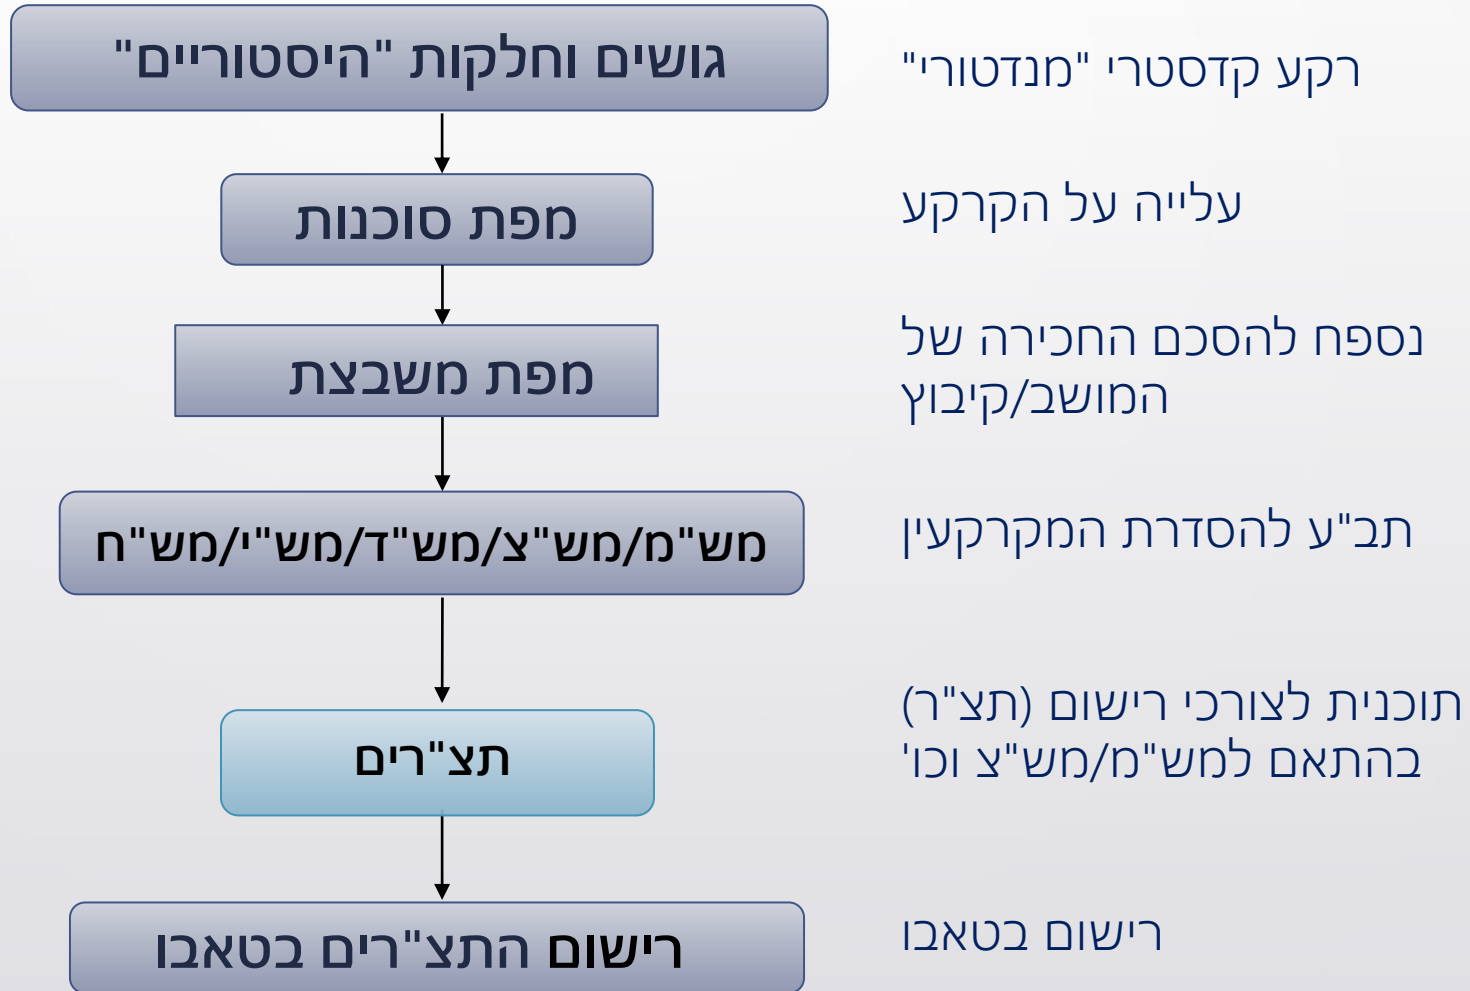 גושים וחלקות "היסטוריים"
רקע קדסטרי "מנדטורי"
מפת סוכנות
עלייה על הקרקע
מפת משבצת
נספח להסכם החכירה של
המושב/קיבוץ
מש"מ/מש"צ/מש"ד/מש"י/מש"ח
תב"ע להסדרת המקרקעין
תצ"רים
תוכנית לצורכי רישום (תצ"ר)
בהתאם למש"מ/מש"צ וכו'
רישום התצ"רים בטאבו
רישום בטאבו